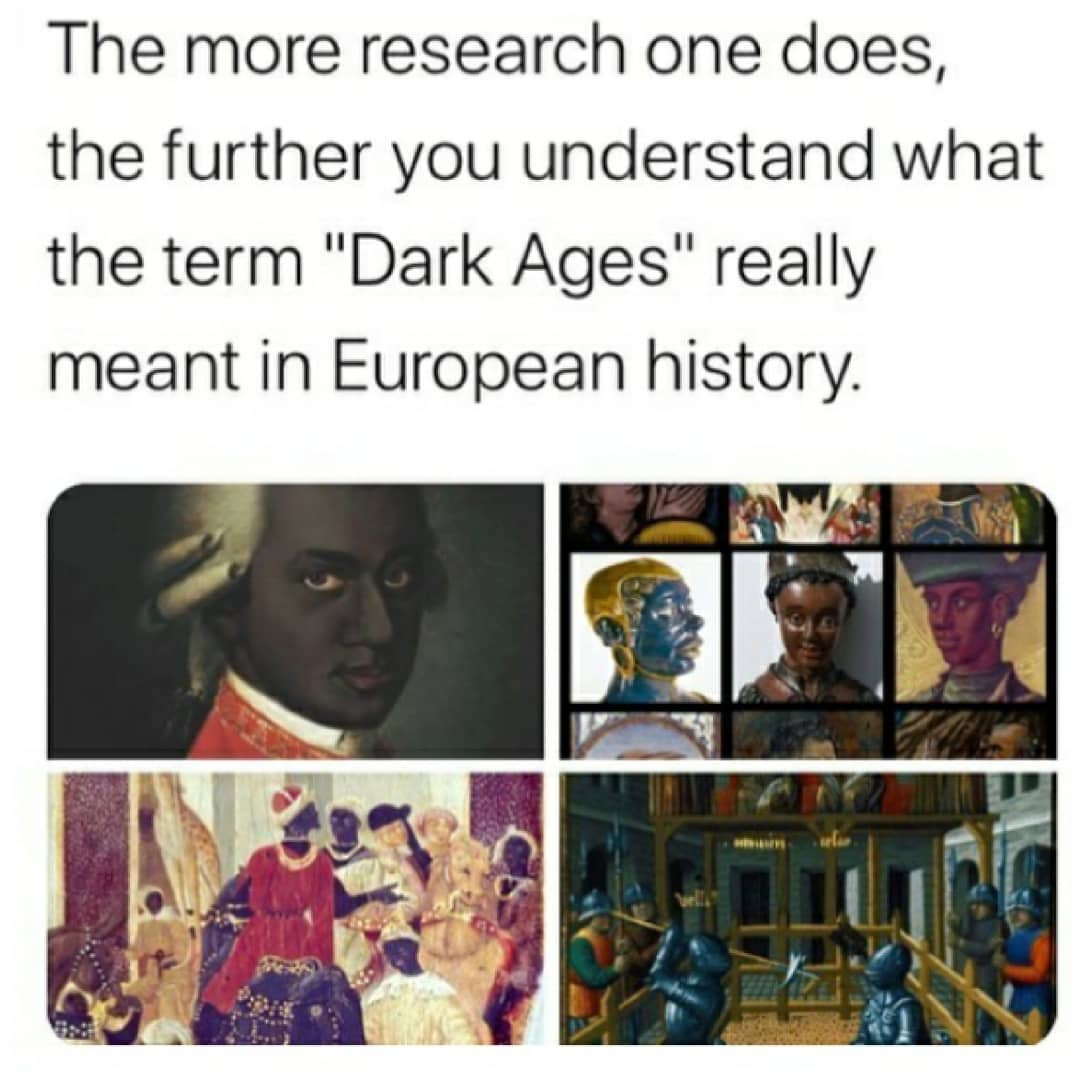 The more research one does,
the further you understand what
the term "Dark Ages" really
meant in European history.